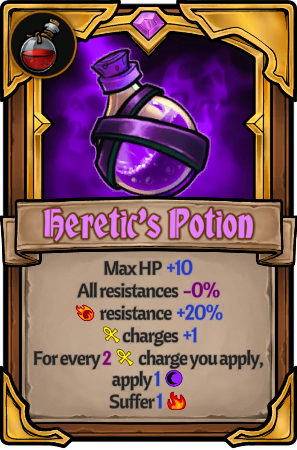 Heretic's Potion
Max HP +10
All resistances -0%
resistance +20%
charges +1
For every 2 charge you apply,
apply 1
Suffer 1